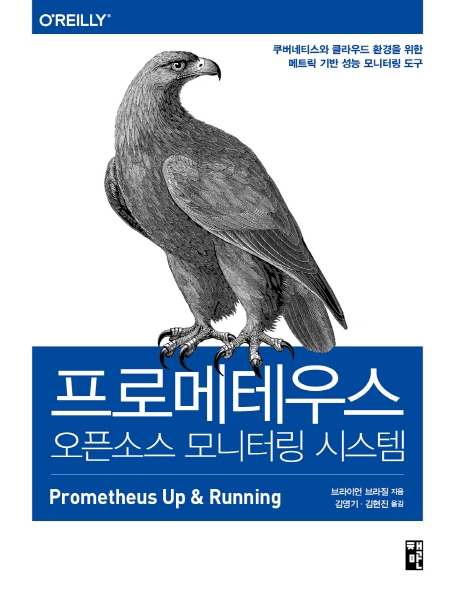 O'REILLY®
쿠버네티스와 클라우드 환경을 위한
메트릭 기반 성능 모니터링 도구
프로메테우스
오픈소스 모니터링 시스템
Prometheus Up & Running
브라이언 브라질 지음
김영기 · 김현진 옮김
책만